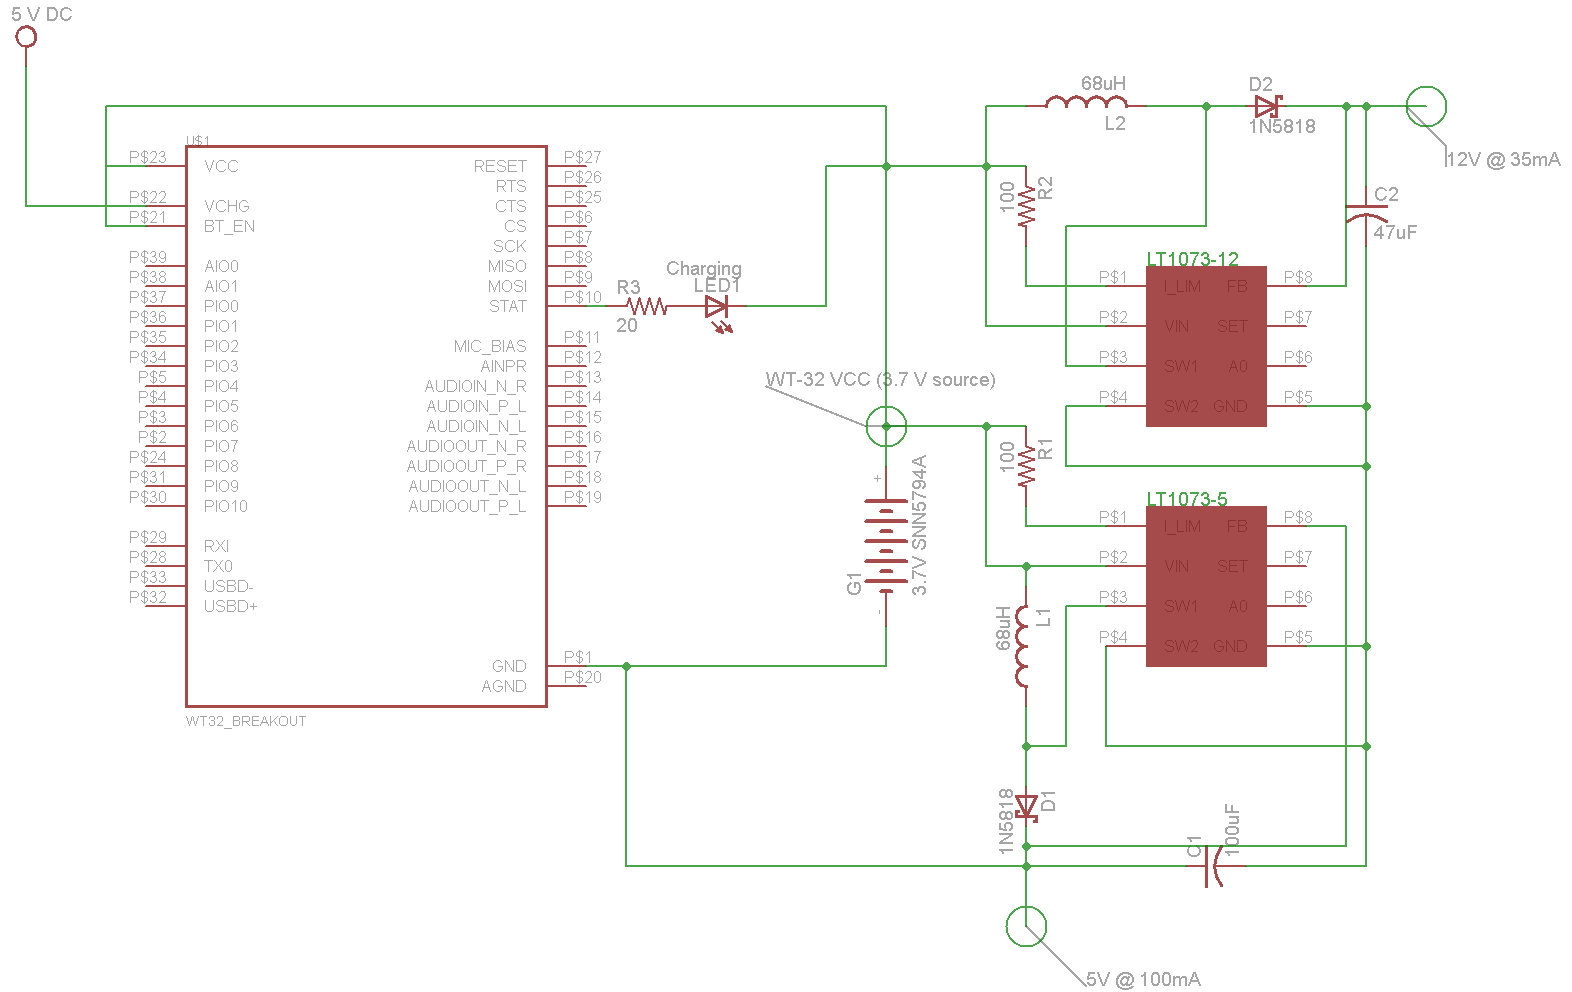 5 V DC
U$1
P$23 VCC
P$22 VCHG
P$21 BT_EN
P$39 AIO0
P$38 AIO1
P$37 PIO0
P$36 PIO1
P$35 PIO2
P$34 PIO3
P$5 PIO4
P$4 PIO5
P$3 PIO6
P$2 PIO7
P$24 PIO8
P$31 PIO9
P$30 PIO10
P$29 RXI
P$28 TX0
P$33 USBD-
P$32 USBD+
RESET P$27
RTS P$26
CTS P$25
CS P$6
SCK P$7
MISO P$8
MOSI P$9
STAT P$10
MIC_BIAS P$11
AINPR P$12
AUDIOIN_N_R P$13
AUDIOIN_P_L P$14
AUDIOIN_N_L P$15
AUDIOOUT_N_R P$16
AUDIOOUT_P_R P$17
AUDIOOUT_N_L P$18
AUDIOOUT_P_L P$19
GND P$1
AGND P$20
WT32_BREAKOUT
R3
20
Charging
LED1
WT-32 VCC (3.7 V source)
+
-
G1
3.7V SNN5794A
68uH
L2
D2
1N5818
12V @ 35mA
100
R2
C2
47uF
LT1073-12
P$1 I_LIM FB P$8
P$2 VIN SET P$7
P$3 SW1 A0 P$6
P$4 SW2 GND P$5
100
R1
LT1073-5
P$1 I_LIM FB P$8
P$2 VIN SET P$7
P$3 SW1 A0 P$6
P$4 SW2 GND P$5
68uH
L1
1N5818
D1
C1
100uF
5V @ 100mA